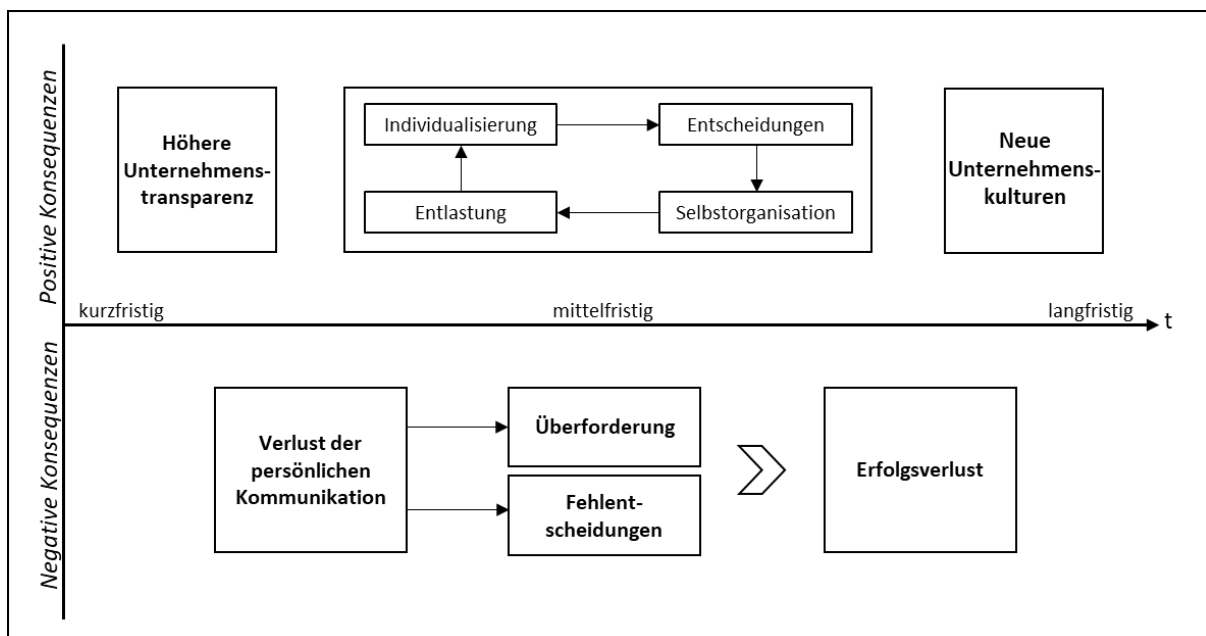 Positive Konsequenzen
Höhere
Unternehmens-
transparenz
Individualisierung
Entscheidungen
Entlastung
Selbstorganisation
Neue
Unternehmens-
kulturen
kurzfristig
mittelfristig
langfristig
t
Negative Konsequenzen
Verlust der
persönlichen
Kommunikation
Überforderung
Fehlent-
scheidungen
Erfolgsverlust